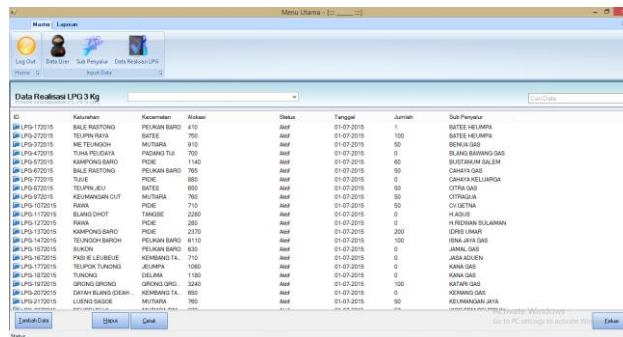 Menu Utama - [::: _____ :::]
Master Laporan
Log Out Data User Sub Penyalur Data Realisasi LPG
Home Input Data
Data Realisasi LPG 3 Kg Cari Data
ID Kelurahan Kecamatan Alokasi Status Tanggal Jumlah Sub Penyalur
LPG-172015 BALE RASTONG PEUKAN BARO 410 Aktif 01-07-2015 1 BATEE HEUMPA
LPG-272015 TEUPIN RAYA BATEE 760 Aktif 01-07-2015 100 BATEE HEUMPA
LPG-372015 ME TEUNGOH MUTIARA 910 Aktif 01-07-2015 50 BENUA GAS
LPG-472015 TUHA PEUDAYA PADANG TIJI 700 Aktif 01-07-2015 0 BLANG BAWANG GAS
LPG-572015 KAMPONG BARO PIDIE 1140 Aktif 01-07-2015 60 BUSTANUM SALEM
LPG-672015 BALE RASTONG PEUKAN BARO 765 Aktif 01-07-2015 50 CAHAYA GAS
LPG-772015 TIJUE PIDIE 880 Aktif 01-07-2015 0 CAHAYA KELUARGA
LPG-872015 TEUPIN JEU BATEE 650 Aktif 01-07-2015 50 CITRA GAS
LPG-972015 KEUMANGAN CUT MUTIARA 760 Aktif 01-07-2015 50 CITRAGUA
LPG-1072015 RAWA PIDIE 710 Aktif 01-07-2015 50 CV.GETNA
LPG-1172015 BLANG DHOT TANGSE 2280 Aktif 01-07-2015 0 H.AGUS
LPG-1272015 RAWA PIDIE 280 Aktif 01-07-2015 0 H.RIDWAN SULAIMAN
LPG-1372015 KAMPONG BARO PIDIE 2370 Aktif 01-07-2015 200 IDRIS UMAR
LPG-1472015 TEUNGOH BAROH PEUKAN BARO 6110 Aktif 01-07-2015 100 ISNA JAYA GAS
LPG-1572015 SUKON PEUKAN BARO 630 Aktif 01-07-2015 0 JAMAL GAS
LPG-1672015 PASI IE LEUBEUE KEMBANG TA... 710 Aktif 01-07-2015 0 JASA ADUEN
LPG-1772015 TEUPOK TUNONG JEUMPA 1060 Aktif 01-07-2015 0 KANA GAS
LPG-1872015 TUNONG DELIMA 1180 Aktif 01-07-2015 0 KANA GAS
LPG-1972015 GRONG GRONG GRONG GRO... 3240 Aktif 01-07-2015 100 KATARI GAS
LPG-2072015 DAYAH BLANG (DEAH ... KEMBANG TA... 650 Aktif 01-07-2015 0 KEMANG GAS
LPG-2172015 LUENG SAGOE MUTIARA 760 Aktif 01-07-2015 50 KEUMANGAN JAYA
Activate Windows
Go to PC settings to activate
Tambah Data Hapus Cetak Keluar
Status